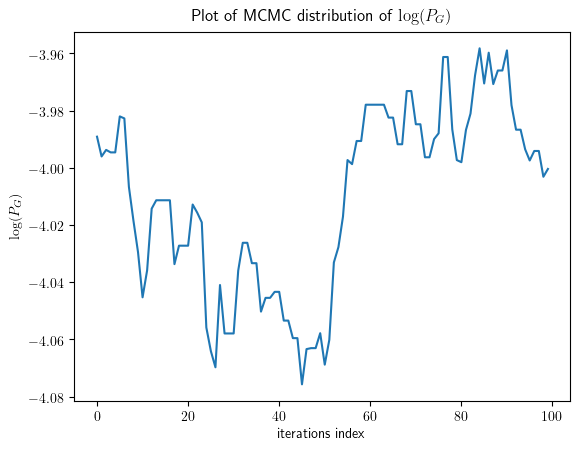 Plot of MCMC distribution of log(P_G)
−3.96
−3.98
−4.00
−4.02
−4.04
−4.06
−4.08
log(P_G)
0 20 40 60 80 100
iterations index